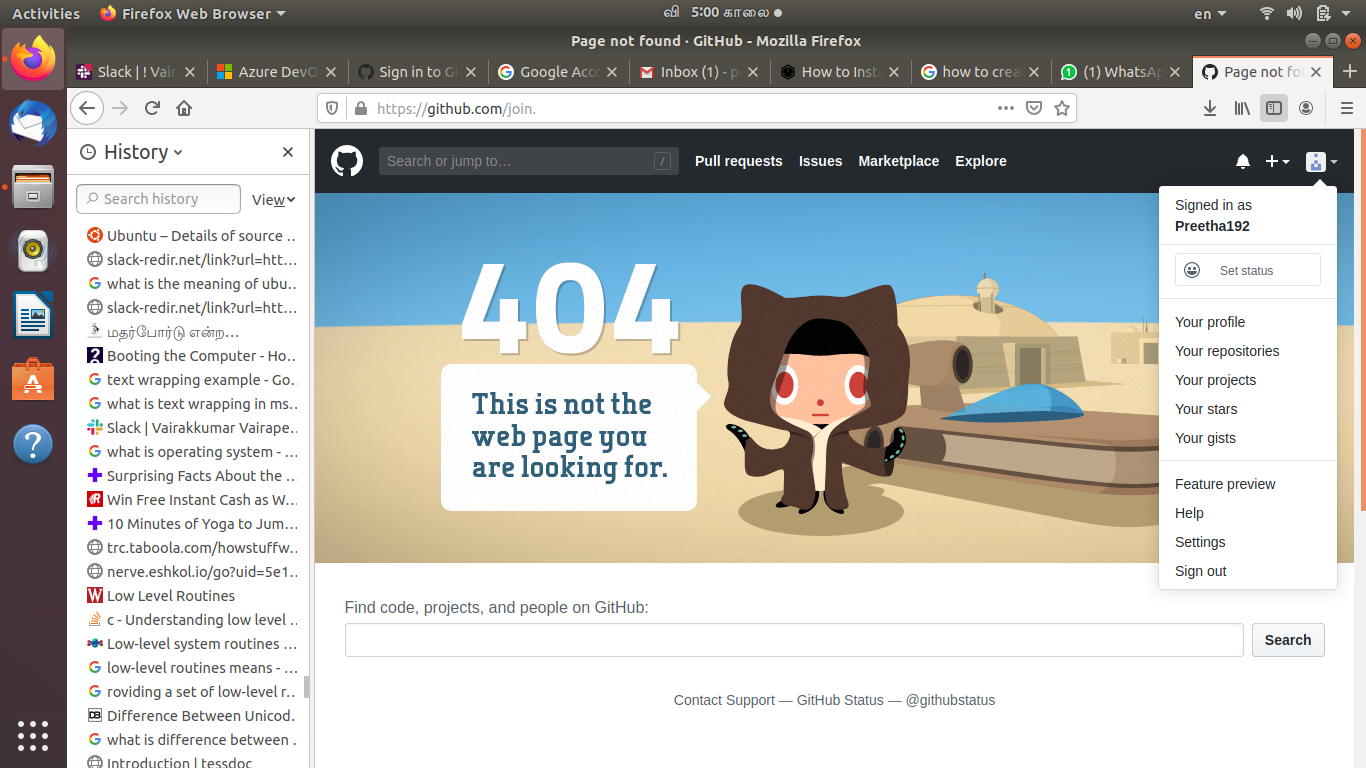 Activities
Firefox Web Browser
வி 5:00 காலை
en
Page not found · GitHub - Mozilla Firefox
Slack | ! Vair
Azure DevO
Sign in to Gi
Google Acco
Inbox (1) - p
How to Insta
how to crea
(1) WhatsAp
Page not fou
https://github.com/join.
History
Search history
View
Ubuntu – Details of source …
slack-redir.net/link?url=htt…
what is the meaning of ubu…
slack-redir.net/link?url=htt…
மதர்போர்டு என்ற…
Booting the Computer - Ho…
text wrapping example - Go…
what is text wrapping in ms…
Slack | Vairakkumar Vairape…
what is operating system - …
Surprising Facts About the …
Win Free Instant Cash as W…
10 Minutes of Yoga to Jum…
trc.taboola.com/howstuffw…
nerve.eshkol.io/go?uid=5e1…
Low Level Routines
c - Understanding low level …
Low-level system routines …
low-level routines means - …
roviding a set of low-level r…
Difference Between Unicod…
what is difference between …
Introduction | tessdoc
Search or jump to…
/
Pull requests
Issues
Marketplace
Explore
Signed in as
Preetha192
Set status
Your profile
Your repositories
Your projects
Your stars
Your gists
Feature preview
Help
Settings
Sign out
404
This is not the
web page you
are looking for.
Find code, projects, and people on GitHub:
Search
Contact Support — GitHub Status — @githubstatus